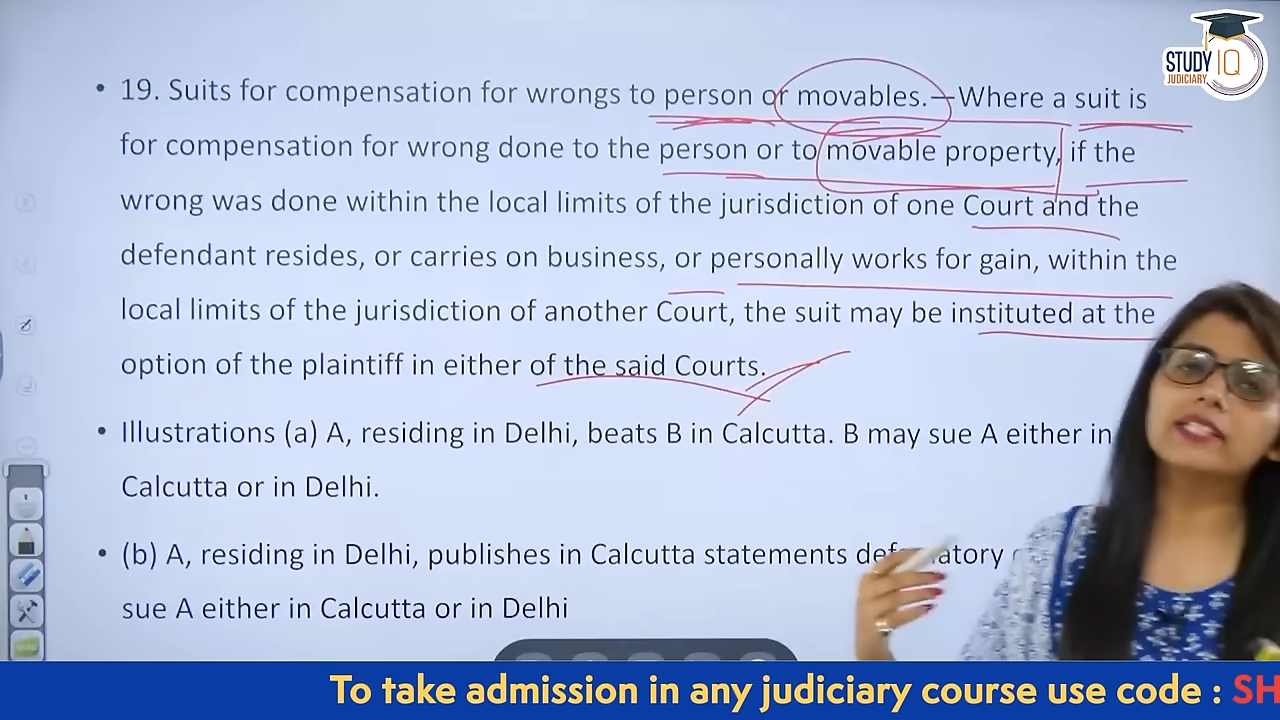 STUDY IQ
JUDICIARY
• 19. Suits for compensation for wrongs to person or movables.—Where a suit is
for compensation for wrong done to the person or to movable property, if the
wrong was done within the local limits of the jurisdiction of one Court and the
defendant resides, or carries on business, or personally works for gain, within the
local limits of the jurisdiction of another Court, the suit may be instituted at the
option of the plaintiff in either of the said Courts.
• Illustrations (a) A, residing in Delhi, beats B in Calcutta. B may sue A either in
Calcutta or in Delhi.
• (b) A, residing in Delhi, publishes in Calcutta statements
sue A either in Calcutta or in Delhi
To take admission in any judiciary course use code : SH